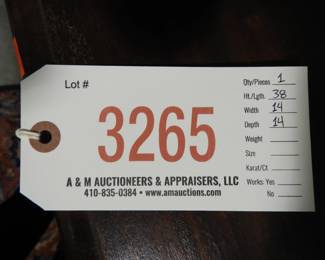 Lot #
3265
A & M AUCTIONEERS & APPRAISERS, LLC
410-835-0384 • www.amauctions.com
Qty/Pieces 1
Ht./Lgth. 38
Width 14
Depth 14
Weight
Size
Karat/Ct.
Works: Yes
No